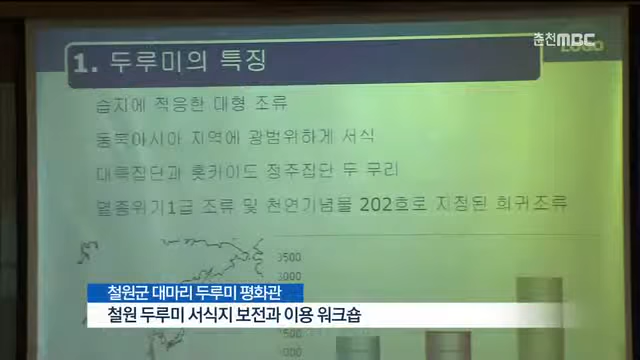 춘천MBC
LOGO
1. 두루미의 특징
습지에 적응한 대형 조류
동북아시아 지역에 광범위하게 서식
대륙집단과 홋카이도 정주집단 두 무리
멸종위기1급 조류 및 천연기념물 202호로 지정된 희귀조류
3500
3000
철원군 대마리 두루미 평화관
철원 두루미 서식지 보전과 이용 워크숍